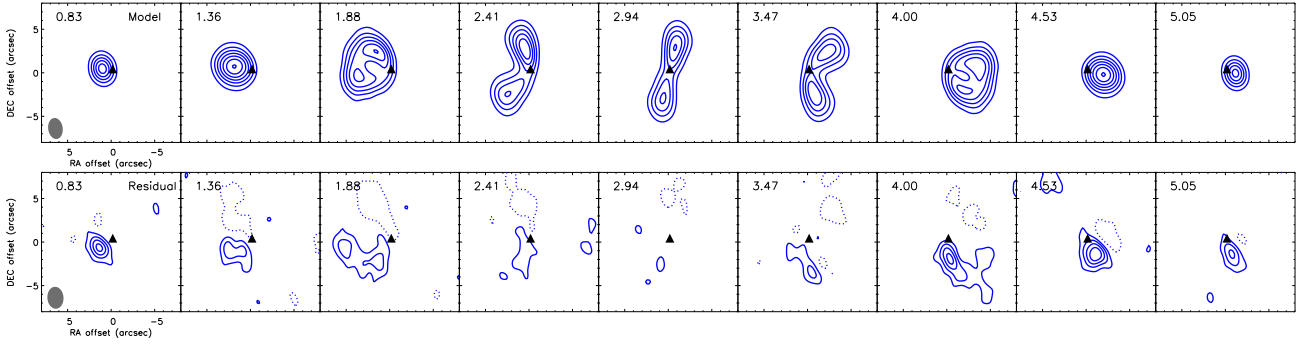 0.83 Model 1.36 1.88 2.41 2.94 3.47 4.00 4.53 5.05
5
0
-5
DEC offset (arcsec)
5 0 -5
RA offset (arcsec)
0.83 Residual 1.36 1.88 2.41 2.94 3.47 4.00 4.53 5.05
5
0
-5
DEC offset (arcsec)
5 0 -5
RA offset (arcsec)